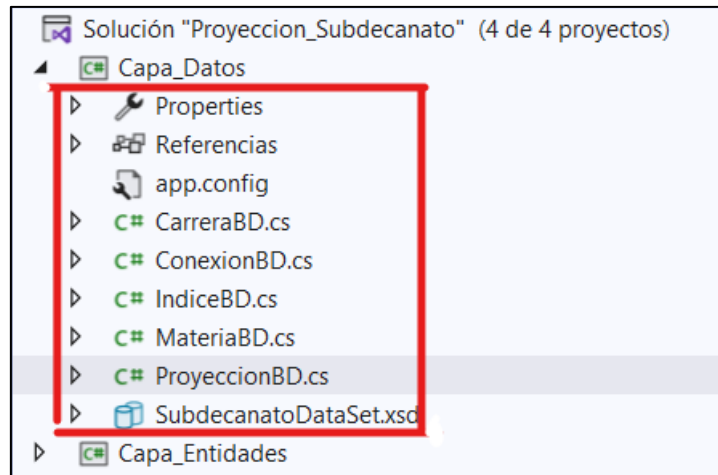 Solución "Proyeccion_Subdecanato" (4 de 4 proyectos)
C# Capa_Datos
Properties
Referencias
app.config
C# CarreraBD.cs
C# ConexionBD.cs
C# IndiceBD.cs
C# MateriaBD.cs
C# ProyeccionBD.cs
SubdecanatoDataSet.xsd
C# Capa_Entidades